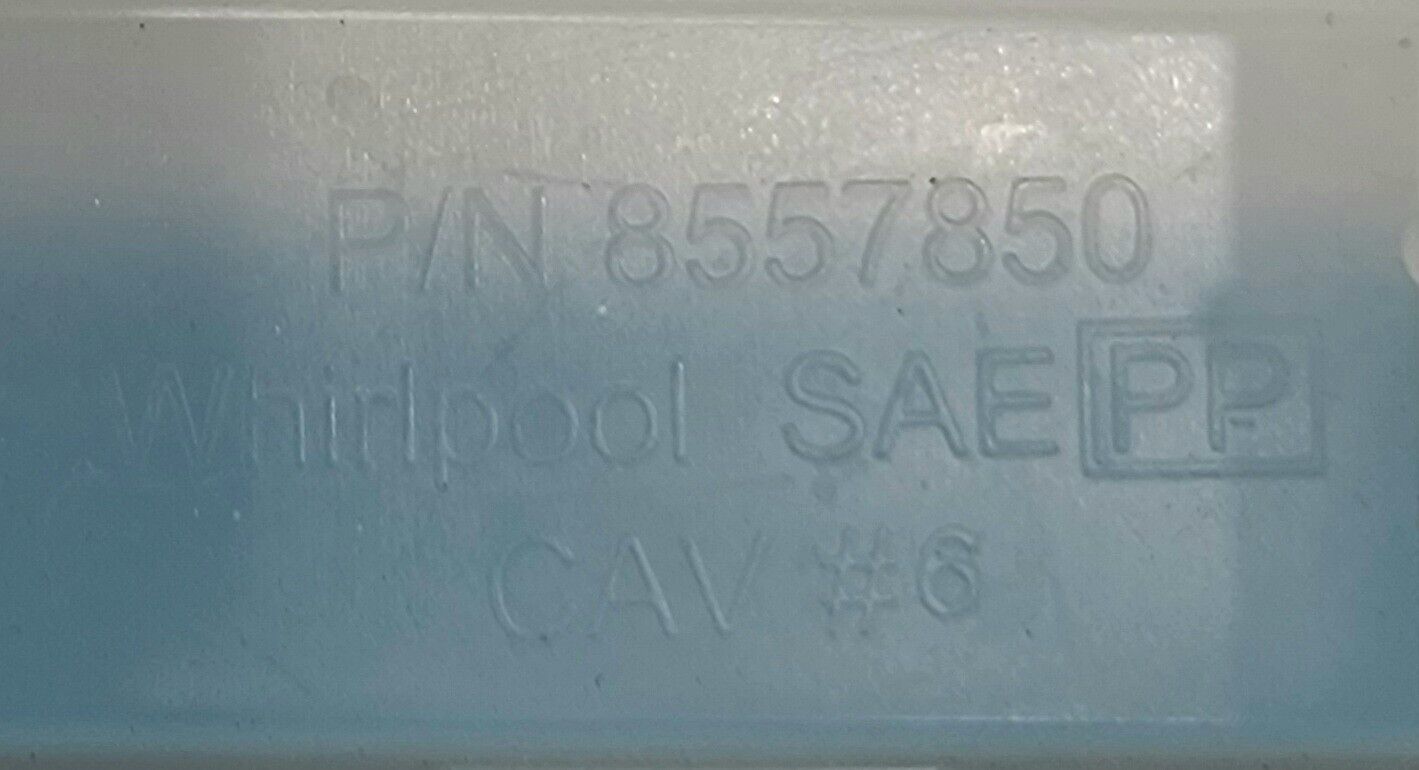 P/N 8557850
Whirlpool SAE PP
CAV #6